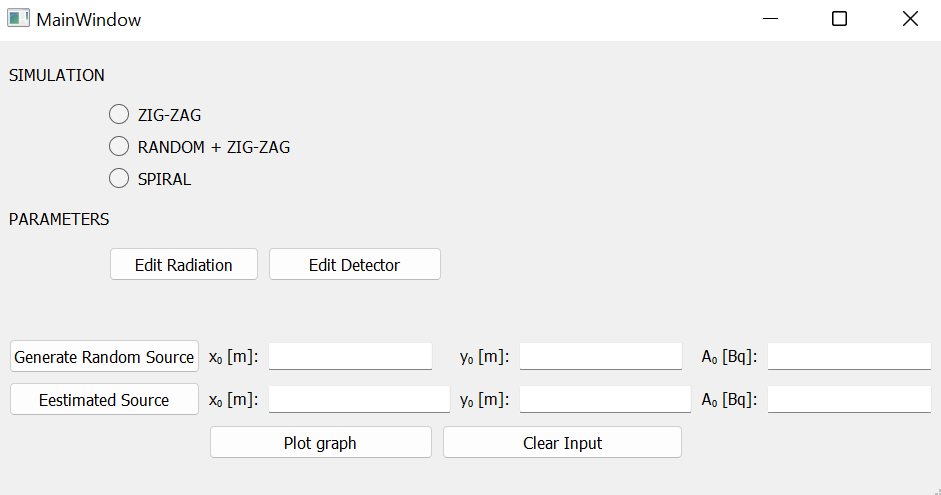 MainWindow
SIMULATION
ZIG-ZAG
RANDOM + ZIG-ZAG
SPIRAL
PARAMETERS
Edit Radiation Edit Detector
Generate Random Source x₀ [m]: y₀ [m]: A₀ [Bq]:
Eestimated Source x₀ [m]: y₀ [m]: A₀ [Bq]:
Plot graph Clear Input